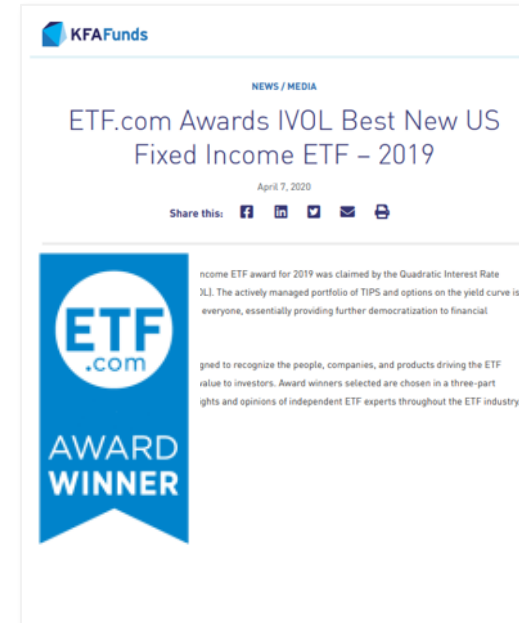 KFAFunds
NEWS / MEDIA
ETF.com Awards IVOL Best New US
Fixed Income ETF – 2019
April 7, 2020
Share this:
ncome ETF award for 2019 was claimed by the Quadratic Interest Rate
OL). The actively managed portfolio of TIPS and options on the yield curve is
everyone, essentially providing further democratization to financial
gned to recognize the people, companies, and products driving the ETF
value to investors. Award winners selected are chosen in a three-part
ights and opinions of independent ETF experts throughout the ETF industry.
ETF
.com
AWARD
WINNER